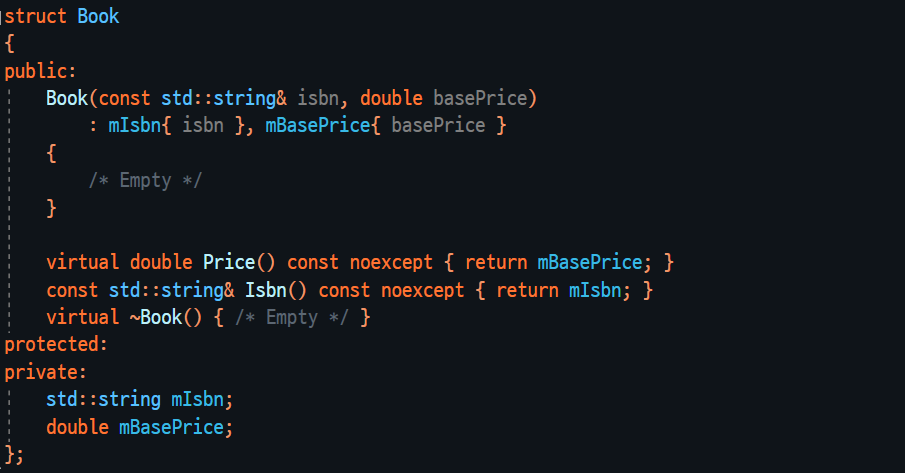 struct Book
{
public:
    Book(const std::string& isbn, double basePrice)
        : mIsbn{ isbn }, mBasePrice{ basePrice }
    {
        /* Empty */
    }

    virtual double Price() const noexcept { return mBasePrice; }
    const std::string& Isbn() const noexcept { return mIsbn; }
    virtual ~Book() { /* Empty */ }
protected:
private:
    std::string mIsbn;
    double mBasePrice;
};